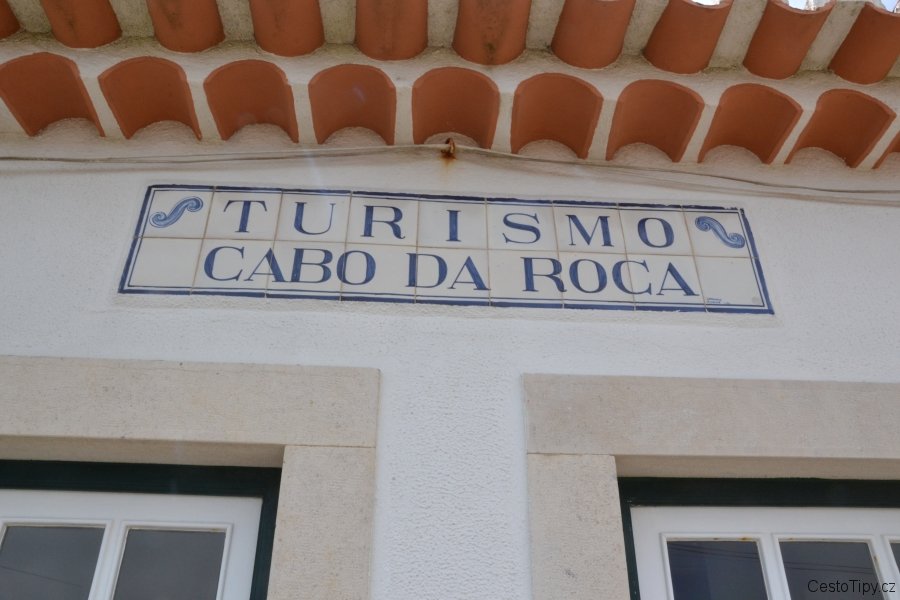 TURISMO
CABO DA ROCA
CestoTipy.cz